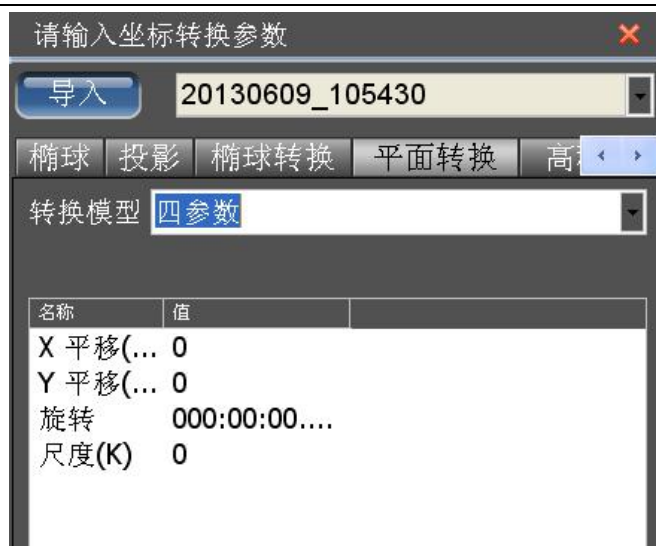 请输入坐标转换参数
导入 20130609_105430
椭球 投影 椭球转换 平面转换 高
转换模型 四参数
名称 值
X 平移(... 0
Y 平移(... 0
旋转 000:00:00....
尺度(K) 0